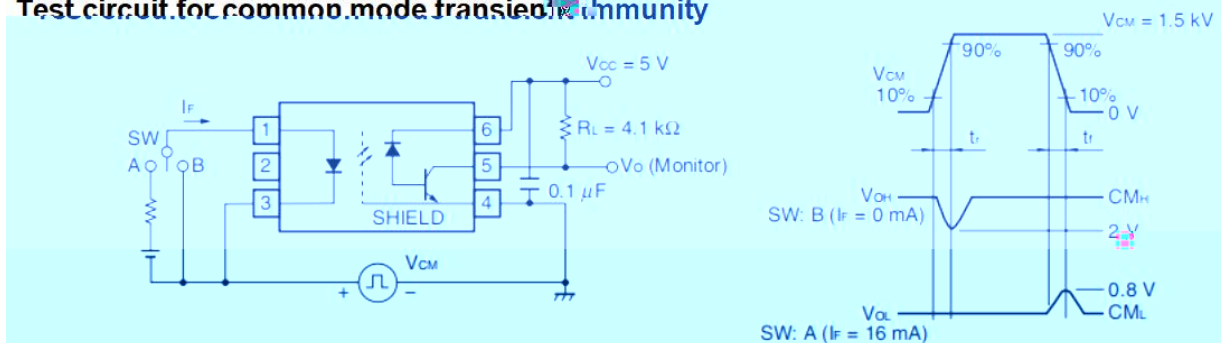 Test circuit for common mode transient immunity
Vcc = 5 V
IF
SW
A
B
1
2
3
6
5
4
SHIELD
RL = 4.1 kΩ
Vo (Monitor)
0.1 μF
VCM
+
−
VCM = 1.5 kV
90%
90%
VCM
10%
10%
0 V
tr
tf
VOH
CMH
SW: B (IF = 0 mA)
2 V
0.8 V
VOL
CML
SW: A (IF = 16 mA)